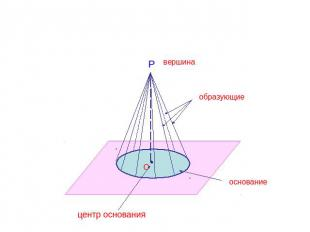 P вершина
образующие
O
основание
центр основания